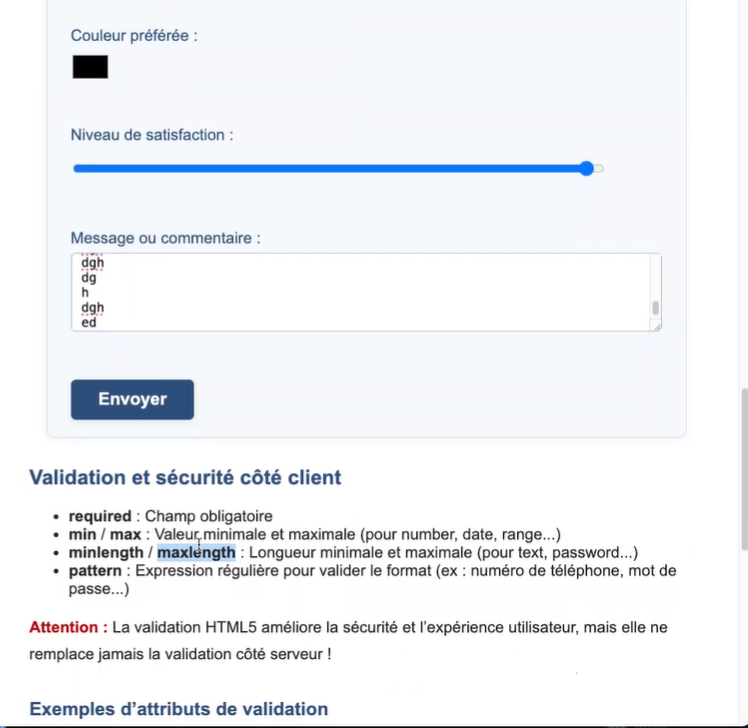 Couleur préférée :
Niveau de satisfaction :
Message ou commentaire :
dgh
dg
h
dgh
ed
Envoyer
Validation et sécurité côté client
• required : Champ obligatoire
• min / max : Valeur minimale et maximale (pour number, date, range...)
• minlength / maxlength : Longueur minimale et maximale (pour text, password...)
• pattern : Expression régulière pour valider le format (ex : numéro de téléphone, mot de
passe...)
Attention : La validation HTML5 améliore la sécurité et l’expérience utilisateur, mais elle ne
remplace jamais la validation côté serveur !
Exemples d’attributs de validation